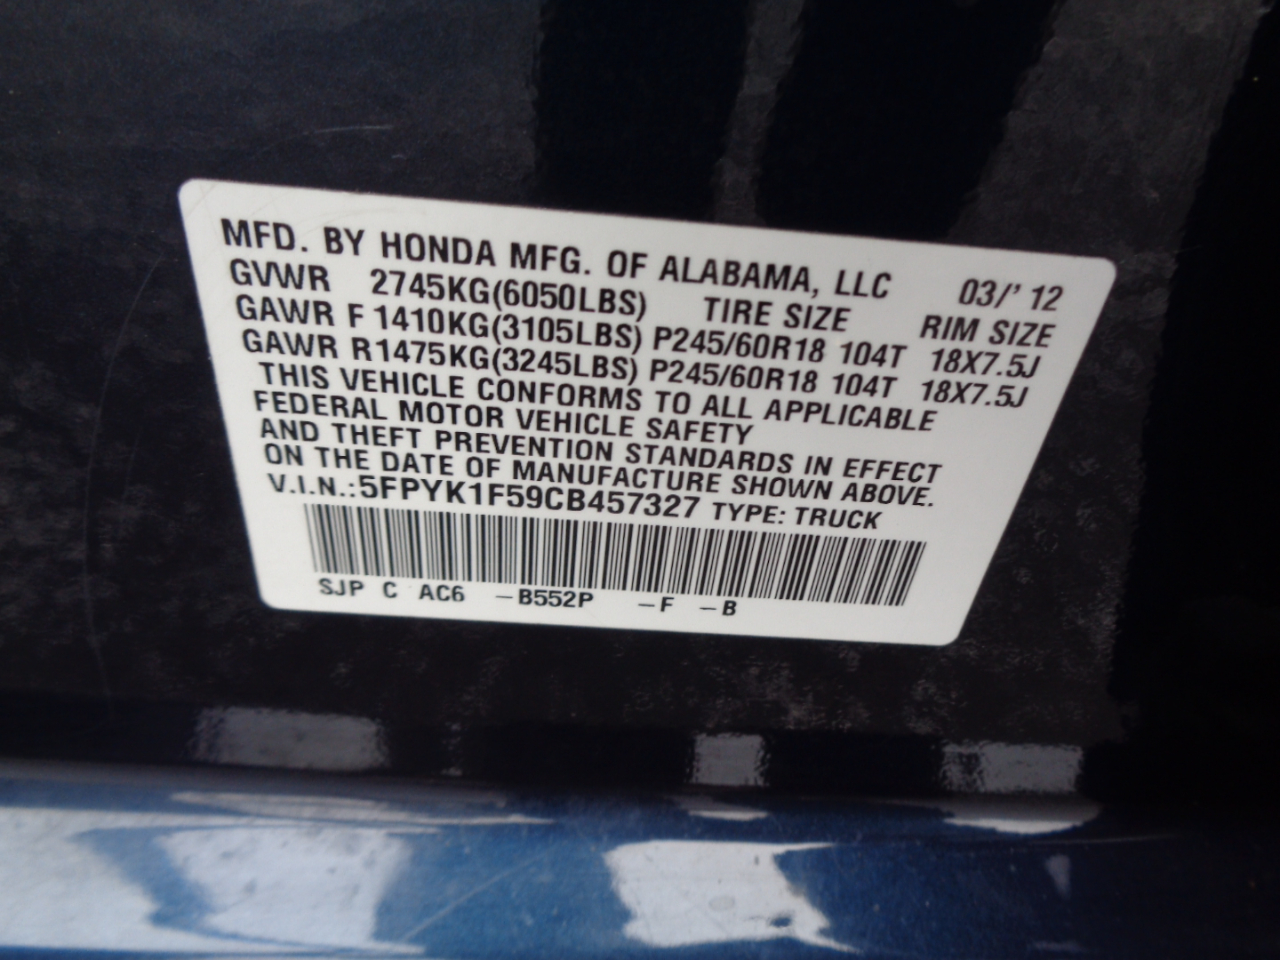 MFD. BY HONDA MFG. OF ALABAMA, LLC 03/'12
GVWR 2745KG(6050LBS) TIRE SIZE RIM SIZE
GAWR F 1410KG(3105LBS) P245/60R18 104T 18X7.5J
GAWR R 1475KG(3245LBS) P245/60R18 104T 18X7.5J
THIS VEHICLE CONFORMS TO ALL APPLICABLE
FEDERAL MOTOR VEHICLE SAFETY
AND THEFT PREVENTION STANDARDS IN EFFECT
ON THE DATE OF MANUFACTURE SHOWN ABOVE.
V.I.N.:5FPYK1F59CB457327 TYPE: TRUCK
SJP C AC6 -B552P -F -B